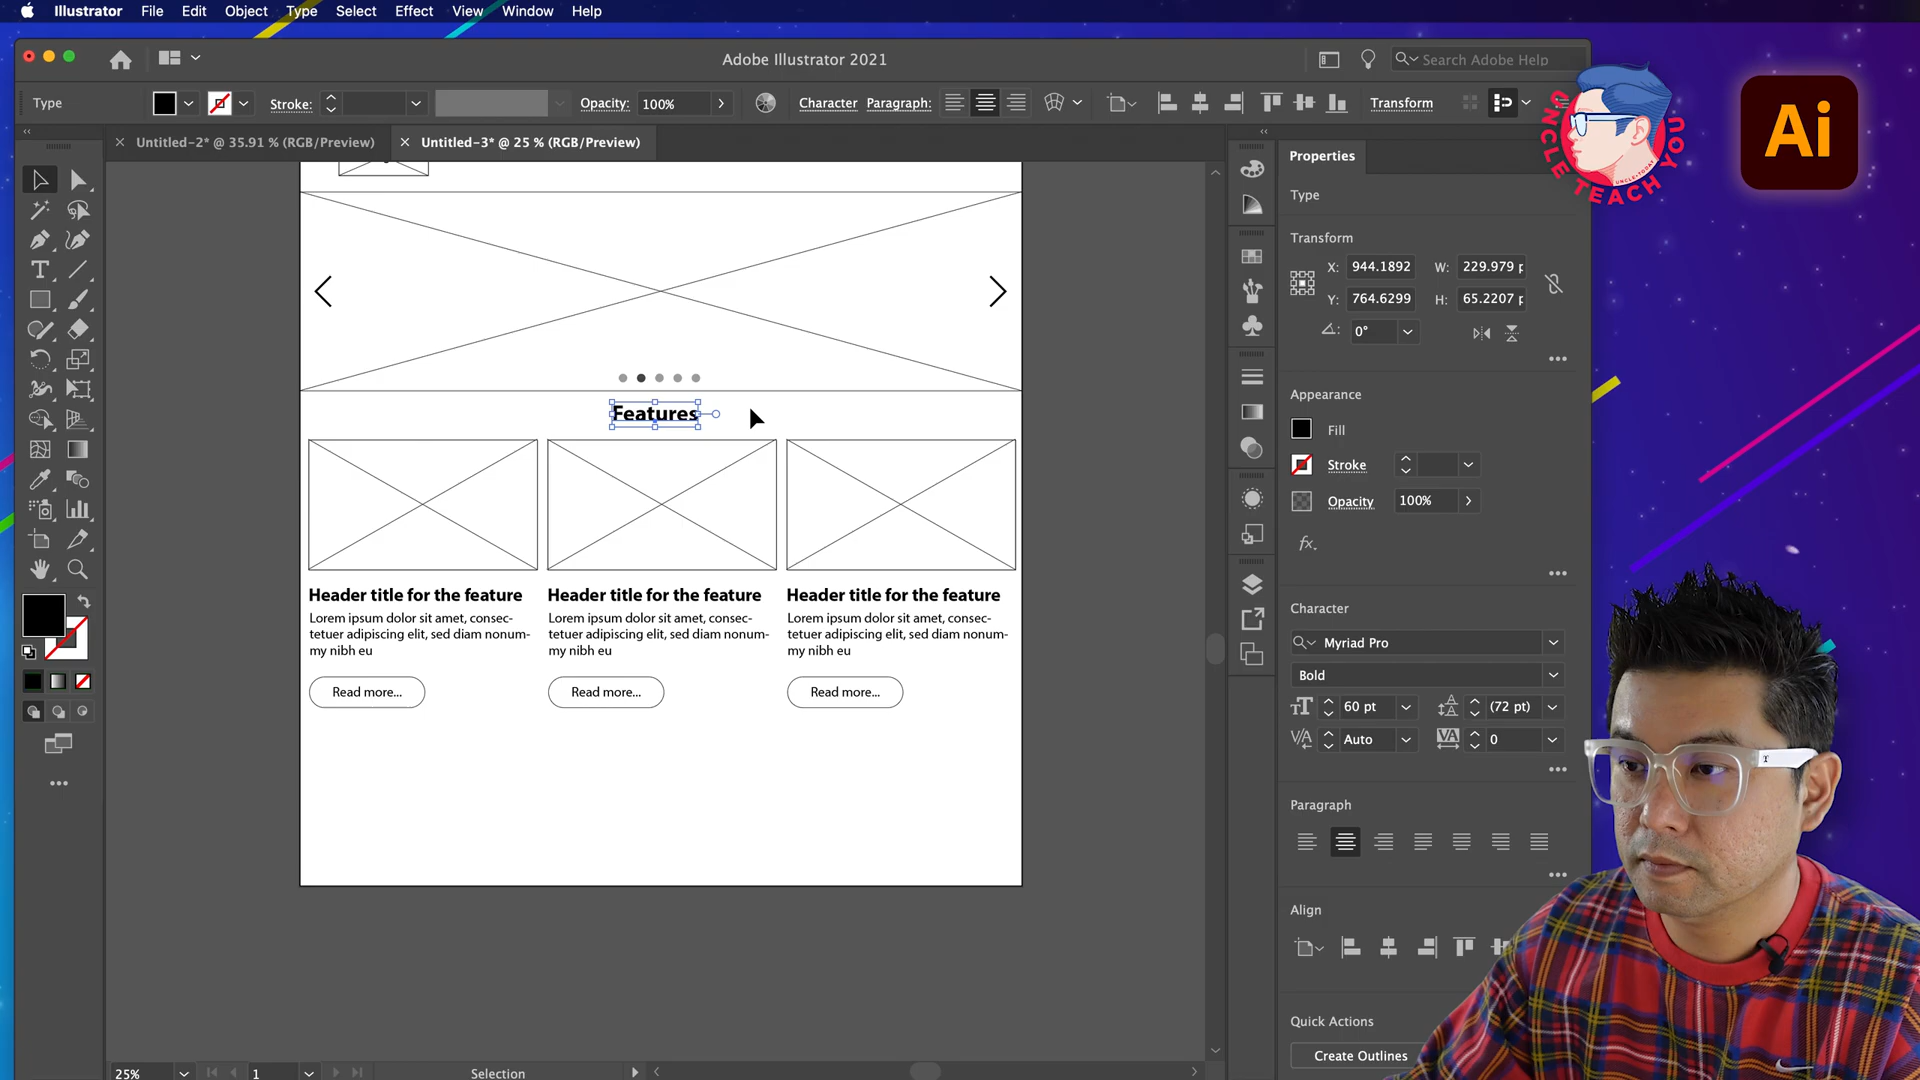 Illustrator File Edit Object Type Select Effect View Window Help
Adobe Illustrator 2021
Search Adobe Help
Type
Stroke:
Opacity: 100%
Character Paragraph:
Transform
Untitled-2* @ 35.91 % (RGB/Preview)
Untitled-3* @ 25 % (RGB/Preview)
UNCLE TEACH YOU
Ai
Features
Header title for the feature
Lorem ipsum dolor sit amet, consec-
tetuer adipiscing elit, sed diam nonum-
my nibh eu
Read more...
Header title for the feature
Lorem ipsum dolor sit amet, consec-
tetuer adipiscing elit, sed diam nonum-
my nibh eu
Read more...
Header title for the feature
Lorem ipsum dolor sit amet, consec-
tetuer adipiscing elit, sed diam nonum-
my nibh eu
Read more...
Properties
Type
Transform
X: 944.1892 W: 229.979 p
Y: 764.6299 H: 65.2207 p
0°
Appearance
Fill
Stroke
Opacity 100%
fx.
Character
Myriad Pro
Bold
60 pt (72 pt)
Auto 0
Paragraph
Align
Quick Actions
Create Outlines
25% 1 Selection